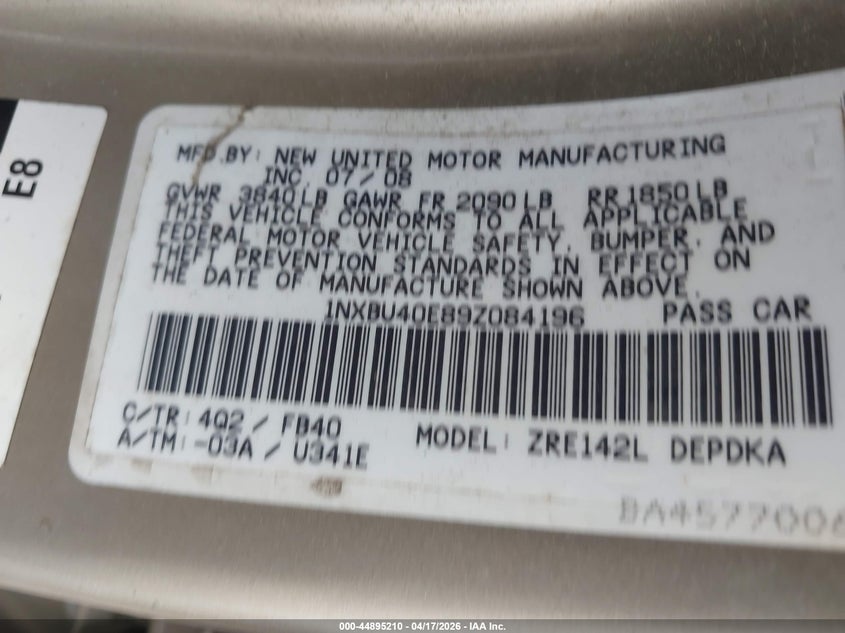 E8
MFD.BY: NEW UNITED MOTOR MANUFACTURING
INC. 07/08
GVWR 3840LB GAWR FR 2090LB RR1850LB
THIS VEHICLE CONFORMS TO ALL APPLICABLE
FEDERAL MOTOR VEHICLE SAFETY, BUMPER, AND
THEFT PREVENTION STANDARDS IN EFFECT ON
THE DATE OF MANUFACTURE SHOWN ABOVE.
1NXBU40E89Z084196 PASS CAR
C/TR: 4Q2 / FB40
A/TM: -03A / U341E
MODEL: ZRE142L DEPDKA
BA4577006
000-44895210 - 04/17/2026 - IAA Inc.